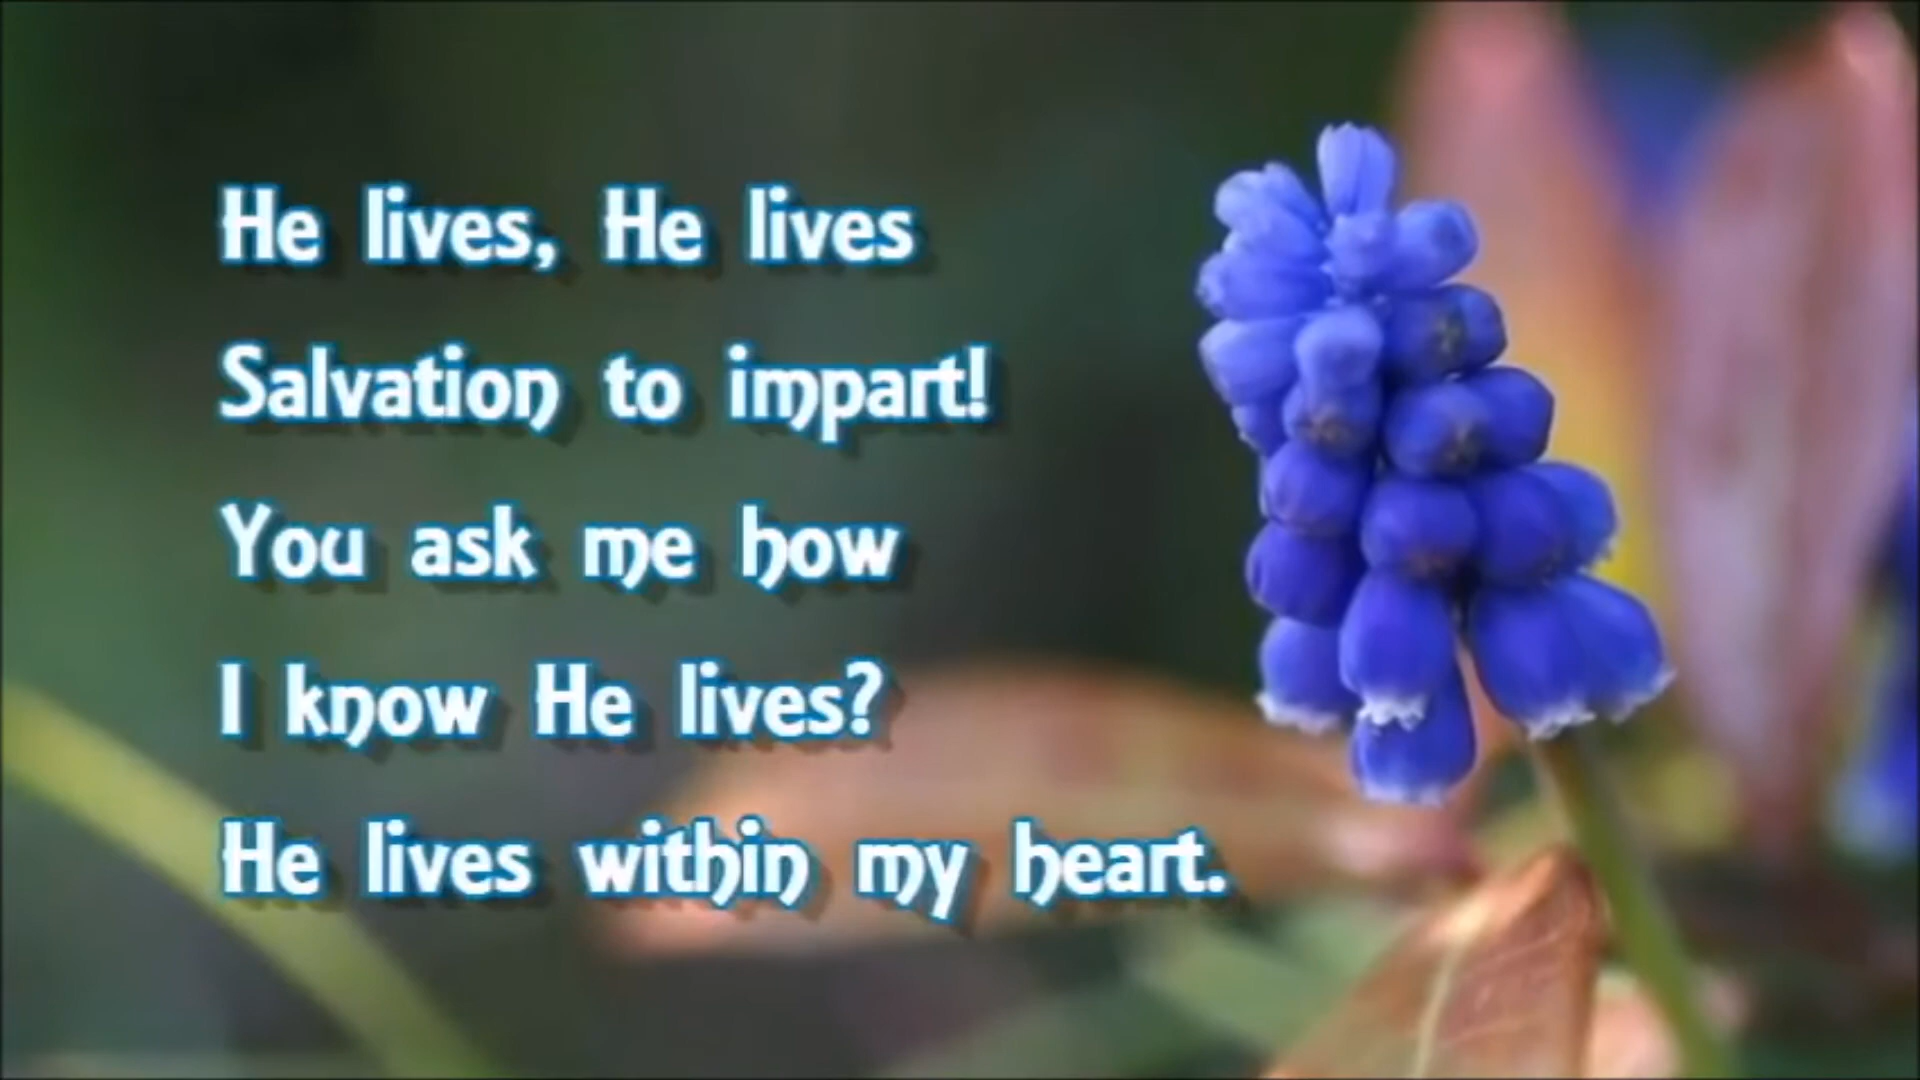 He lives, He lives
Salvation to impart!
You ask me how
I know He lives?
He lives within my heart.